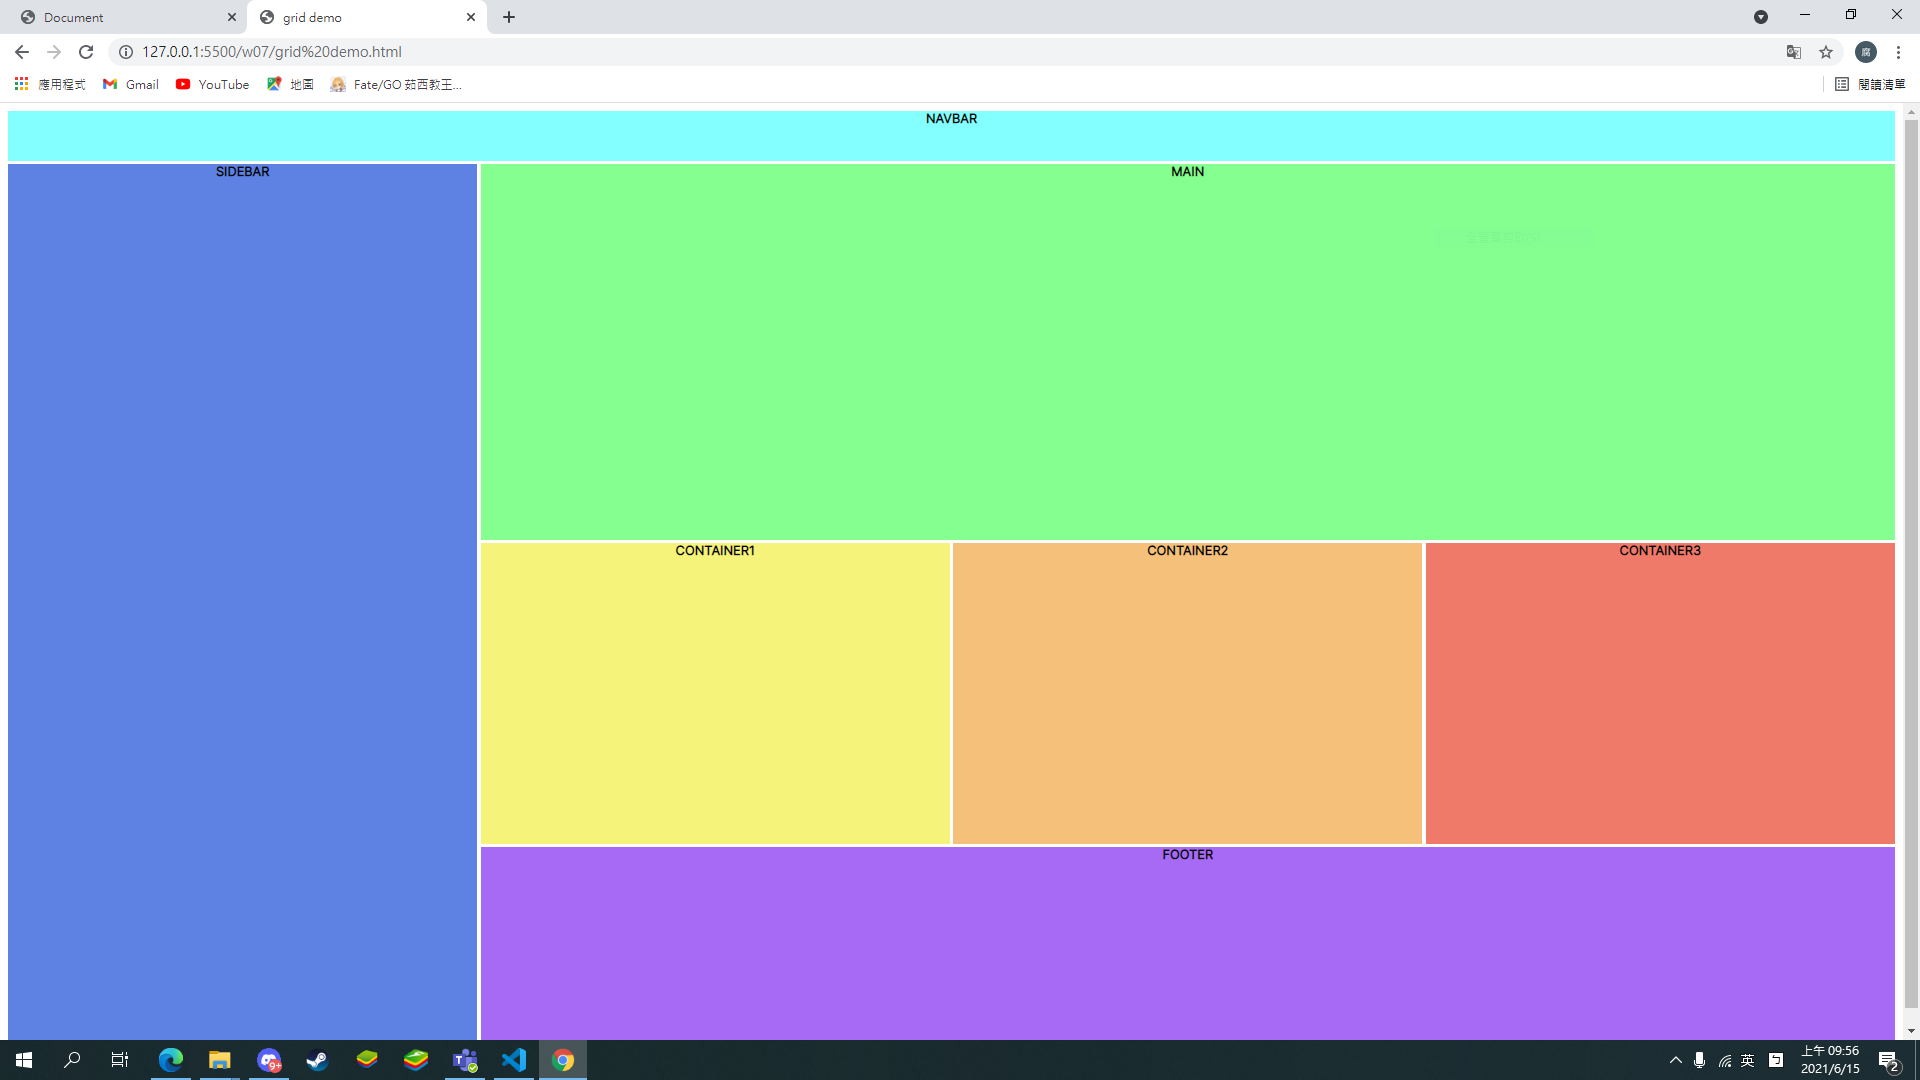 Document
grid demo
127.0.0.1:5500/w07/grid%20demo.html
應用程式
Gmail
YouTube
地圖
Fate/GO 茹西教王...
閱讀清單
NAVBAR
SIDEBAR
MAIN
CONTAINER1
CONTAINER2
CONTAINER3
FOOTER
9+
英
上午 09:56
2021/6/15
2